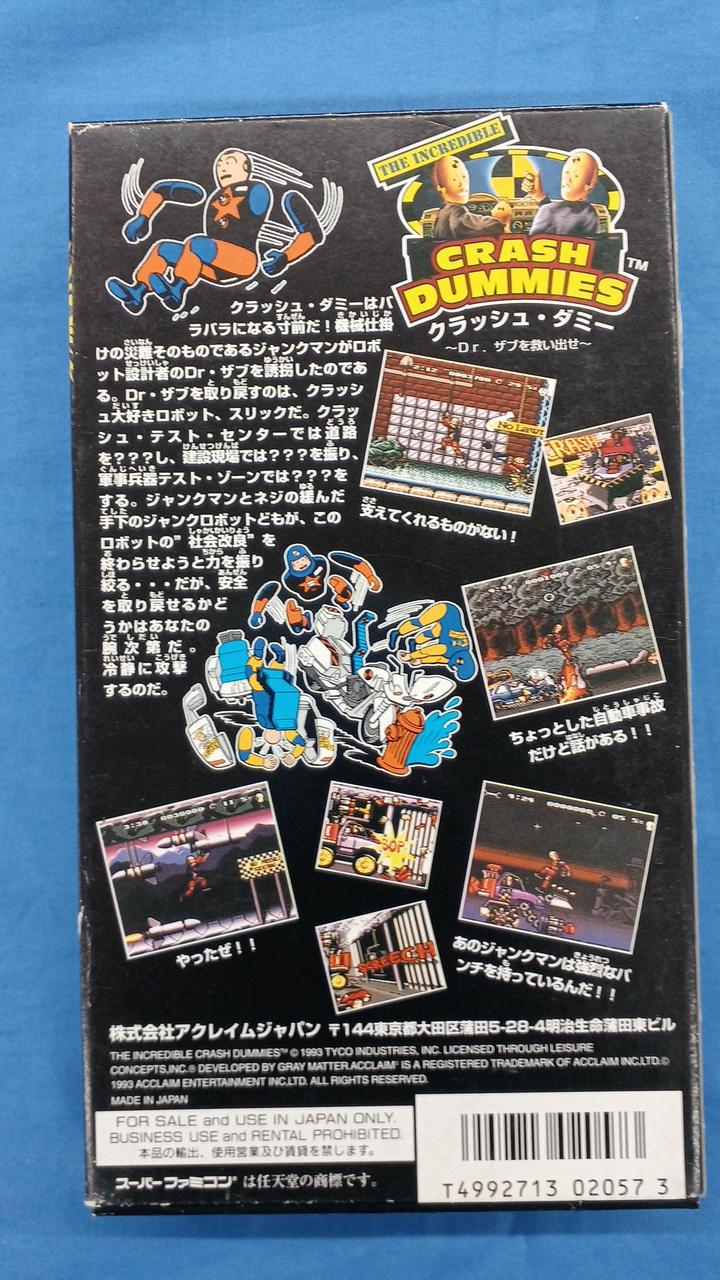 THE INCREDIBLE
CRASH
DUMMIES™
クラッシュ・ダミー
～Dr．ザブを救い出せ～
クラッシュ・ダミーはバ
ラバラになる寸前だ！機械仕掛
けの災難そのものであるジャンクマンがロボ
ット設計者のDr・ザブを誘拐したのであ
る。Dr・ザブを取り戻すのは、クラッシ
ュ大好きロボット、スリックだ。クラッ
シュ・テスト・センターでは道路
を？？？し、建設現場では？？？を振り、
軍事兵器テスト・ゾーンでは？？？を
する。ジャンクマンとネジの緩んだ
手下のジャンクロボットどもが、この
ロボットの”社会改良”を
終わらせようと力を振り
絞る・・・だが、安全
を取り戻せるかど
うかはあなたの
腕次第だ。
冷静に攻撃
するのだ。
No Law
CRASH
支えてくれるものがない！
ちょっとした自動車事故
だけど話がある！！
やったぜ！！
SCREECH
あのジャンクマンは強烈なパ
ンチを持っているんだ！！
株式会社アクレイムジャパン 〒144東京都大田区蒲田5-28-4明治生命蒲田東ビル
THE INCREDIBLE CRASH DUMMIES™ © 1993 TYCO INDUSTRIES, INC. LICENSED THROUGH LEISURE
CONCEPTS,INC.® DEVELOPED BY GRAY MATTER.ACCLAIM® IS A REGISTERED TRADEMARK OF ACCLAIM INC.LTD.©
1993 ACCLAIM ENTERTAINMENT INC.LTD. ALL RIGHTS RESERVED.
MADE IN JAPAN
FOR SALE and USE IN JAPAN ONLY.
BUSINESS USE and RENTAL PROHIBITED.
本品の輸出、使用営業及び賃貸を禁じます。
スーパーファミコン®は任天堂の商標です。
T4992713 02057 3